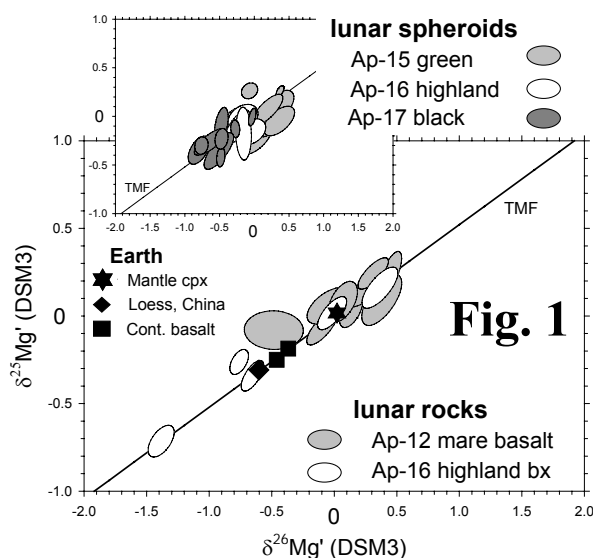 lunar spheroids
Ap-15 green
Ap-16 highland
Ap-17 black
1.0
0.5
0
-0.5
-1.0
TMF
-2.0 -1.5 -1.0 -0.5 0 0.5 1.0
1.0
0.5
0
-0.5
-1.0
δ25Mg' (DSM3)
TMF
Earth
Mantle cpx
Loess, China
Cont. basalt
Fig. 1
lunar rocks
Ap-12 mare basalt
Ap-16 highland bx
-2.0 -1.5 -1.0 -0.5 0 0.5 1.0 1.5 2.0
δ26Mg' (DSM3)